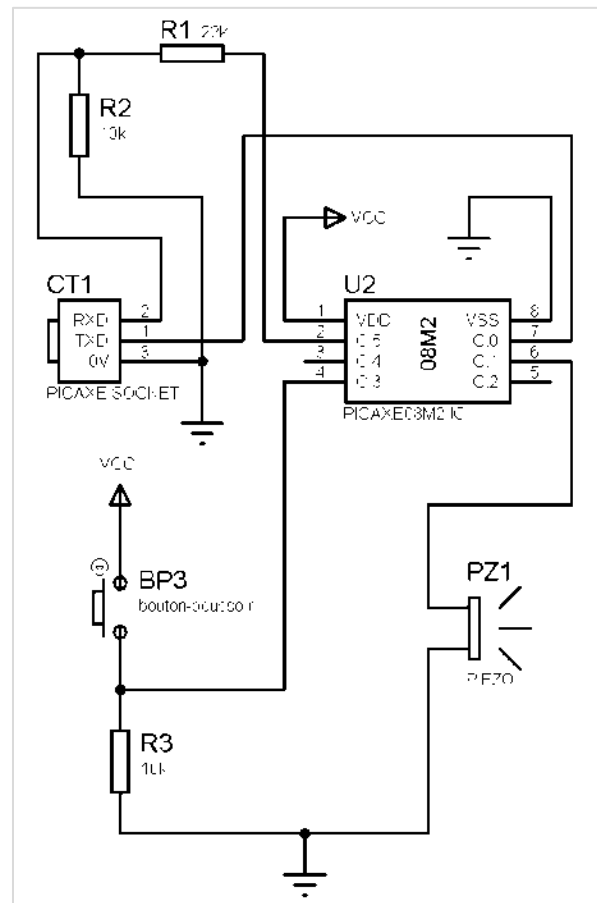 R1 22k
R2
10k
VCC
CT1
U2
RXD 2
TXD 1
0V 3
PICAXE SOCKET
1 VDD
2 C.5
3 C.4
4 C.3
08M2
VSS 8
C.0 7
C.1 6
C.2 5
PICAXE08M2 IC
VCC
BP3
bouton-poussoir
PZ1
PIEZO
R3
10k